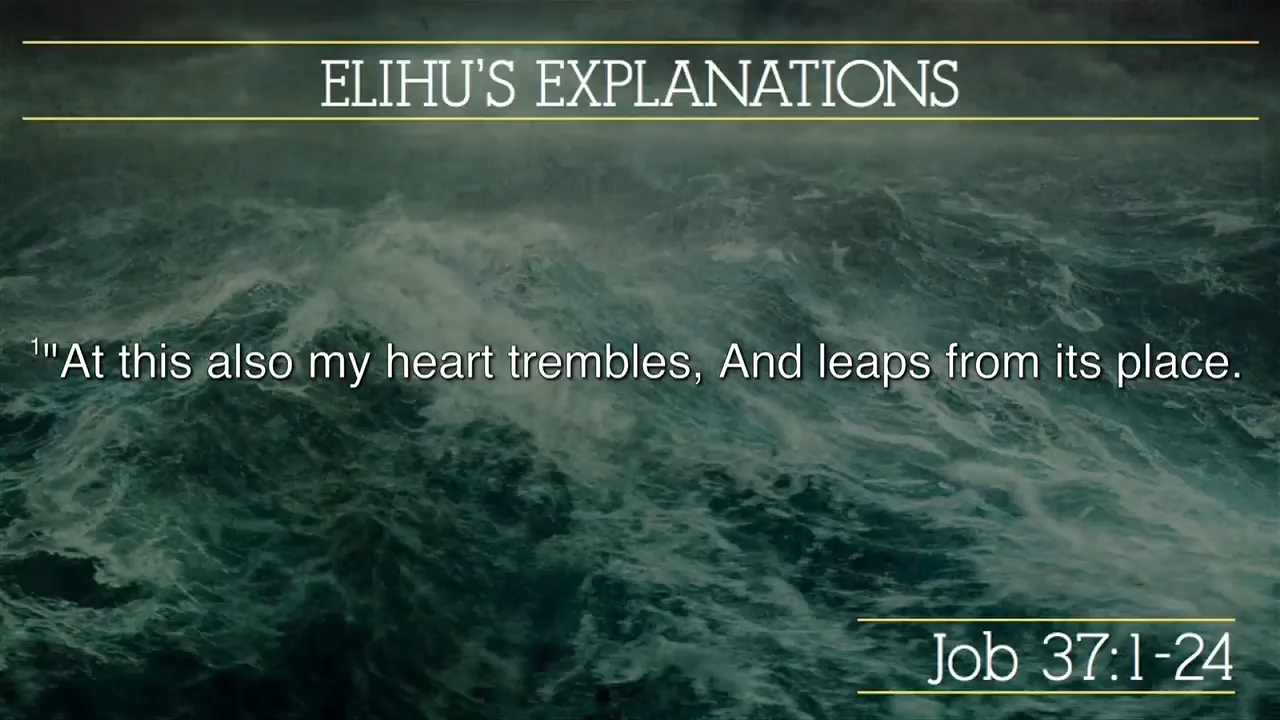 ELIHU'S EXPLANATIONS
1"At this also my heart trembles, And leaps from its place.
Job 37:1-24